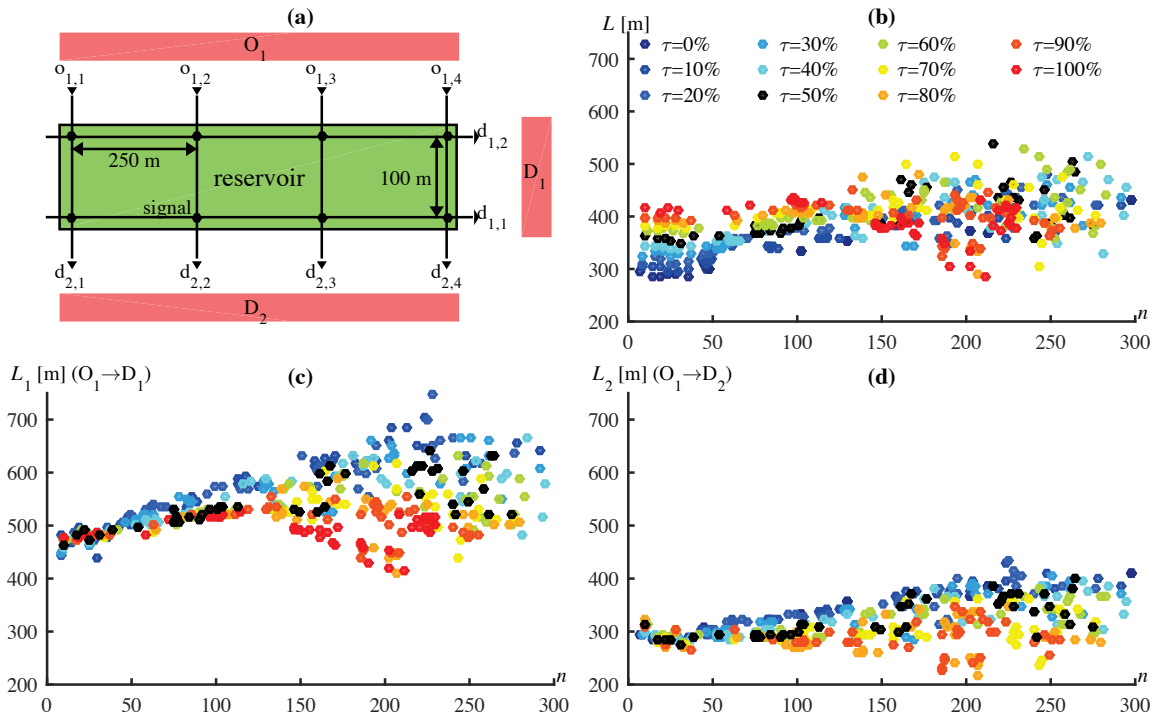 (a)
O1
o1,1 o1,2 o1,3 o1,4
d1,2
250 m
100 m
reservoir
D1
signal
d1,1
d2,1 d2,2 d2,3 d2,4
D2
L [m] (b)
τ=0% τ=30% τ=60% τ=90%
τ=10% τ=40% τ=70% τ=100%
τ=20% τ=50% τ=80%
700
600
500
400
300
200
0 50 100 150 200 250 300
n
L1 [m] (O1→D1) (c)
700
600
500
400
300
200
0 50 100 150 200 250 300
n
L2 [m] (O1→D2) (d)
700
600
500
400
300
200
0 50 100 150 200 250 300
n